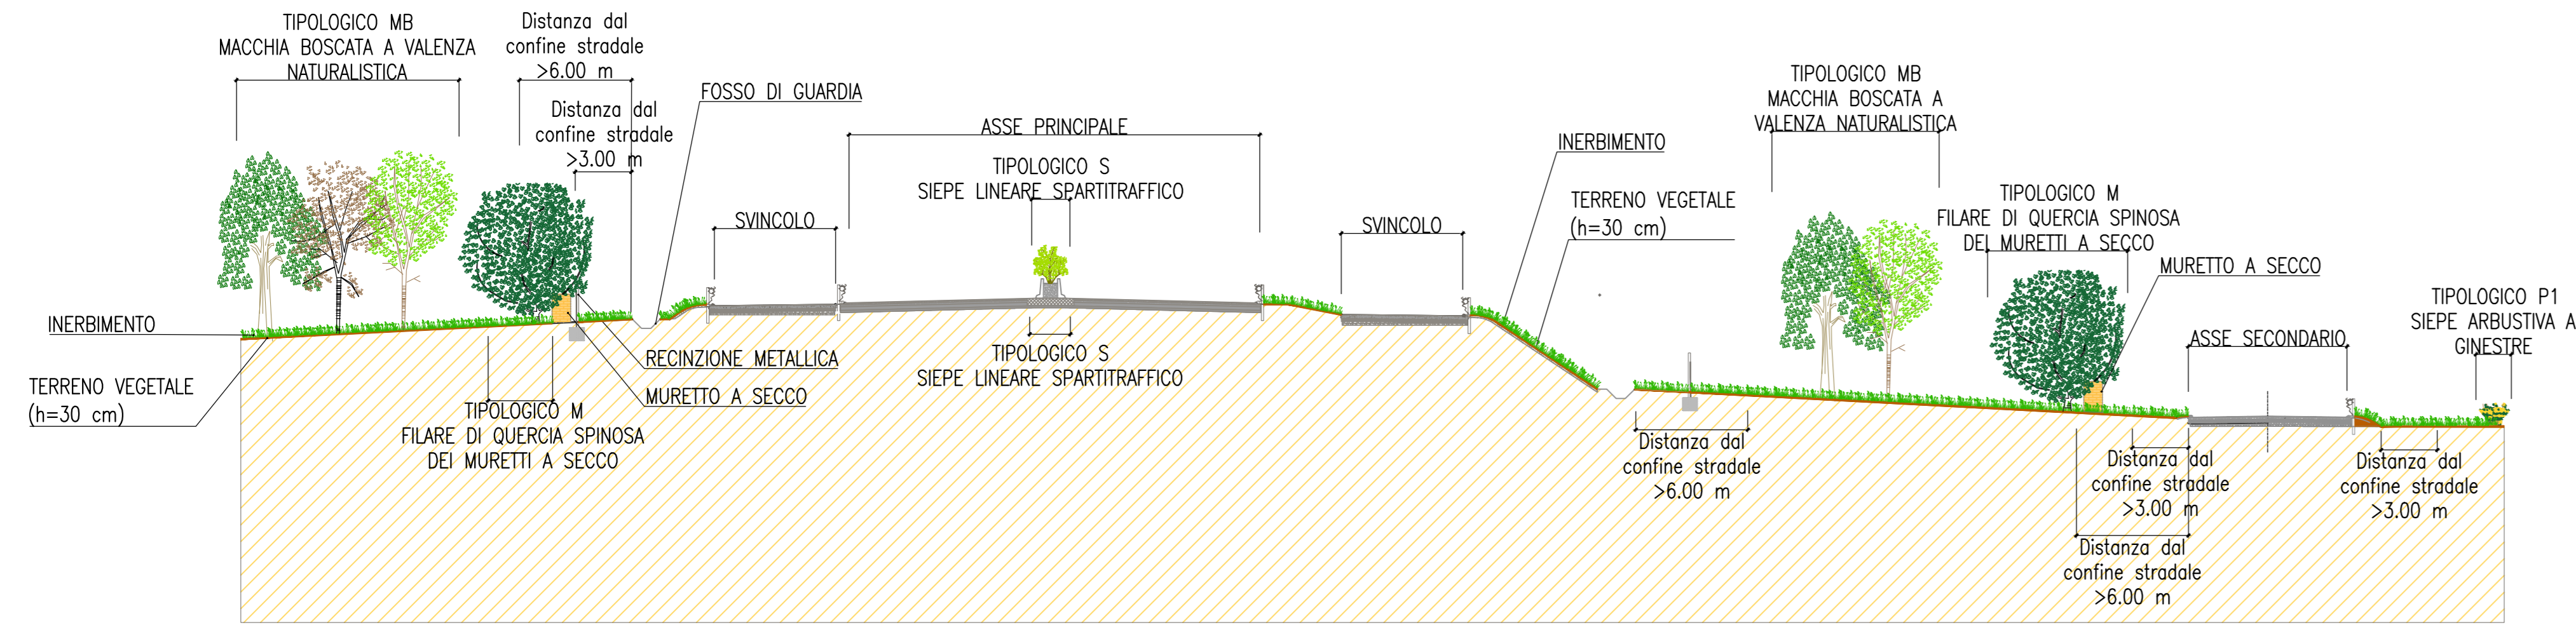 TIPOLOGICO MB
MACCHIA BOSCATA A VALENZA
NATURALISTICA
Distanza dal
confine stradale
>6.00 m
Distanza dal
confine stradale
>3.00 m
FOSSO DI GUARDIA
ASSE PRINCIPALE
TIPOLOGICO S
SIEPE LINEARE SPARTITRAFFICO
SVINCOLO
SVINCOLO
INERBIMENTO
TERRENO VEGETALE
(h=30 cm)
TIPOLOGICO MB
MACCHIA BOSCATA A
VALENZA NATURALISTICA
TIPOLOGICO M
FILARE DI QUERCIA SPINOSA
DEI MURETTI A SECCO
MURETTO A SECCO
TIPOLOGICO P1
SIEPE ARBUSTIVA A
GINESTRE
ASSE SECONDARIO
INERBIMENTO
TERRENO VEGETALE
(h=30 cm)
RECINZIONE METALLICA
MURETTO A SECCO
TIPOLOGICO M
FILARE DI QUERCIA SPINOSA
DEI MURETTI A SECCO
TIPOLOGICO S
SIEPE LINEARE SPARTITRAFFICO
Distanza dal
confine stradale
>6.00 m
Distanza dal
confine stradale
>3.00 m
Distanza dal
confine stradale
>6.00 m
Distanza dal
confine stradale
>3.00 m